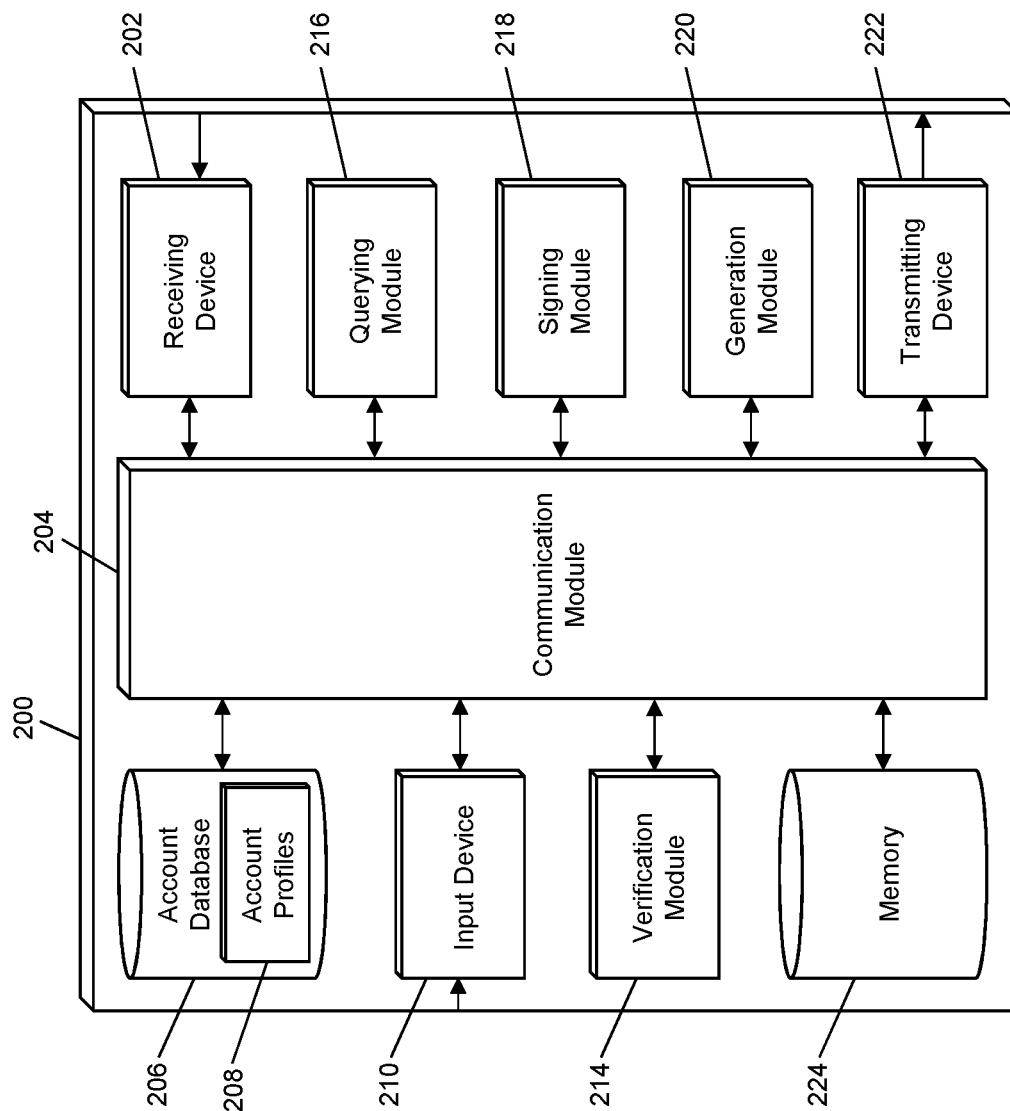 200
204
206
Account
Database
208
Account
Profiles
210
Input Device
214
Verification
Module
224
Memory
Communication
Module
202
Receiving
Device
216
Querying
Module
218
Signing
Module
220
Generation
Module
222
Transmitting
Device